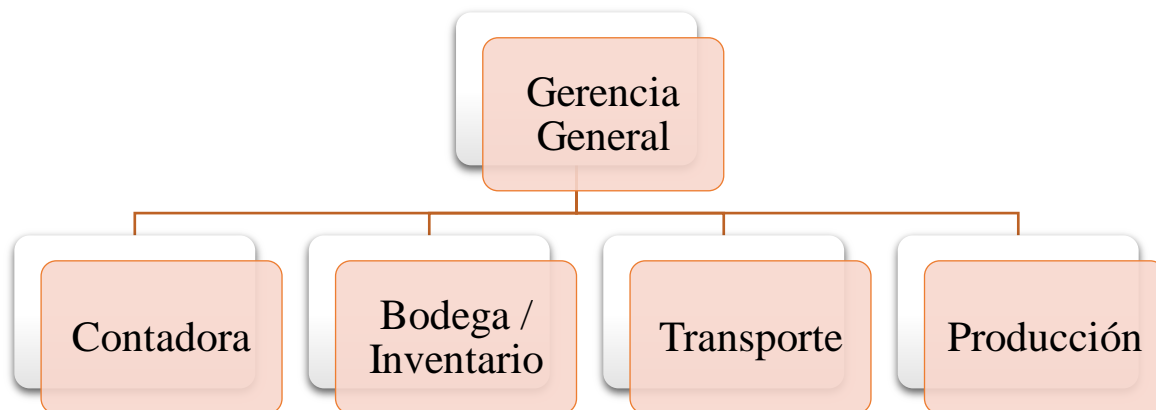 Gerencia
General
Contadora
Bodega /
Inventario
Transporte
Producción